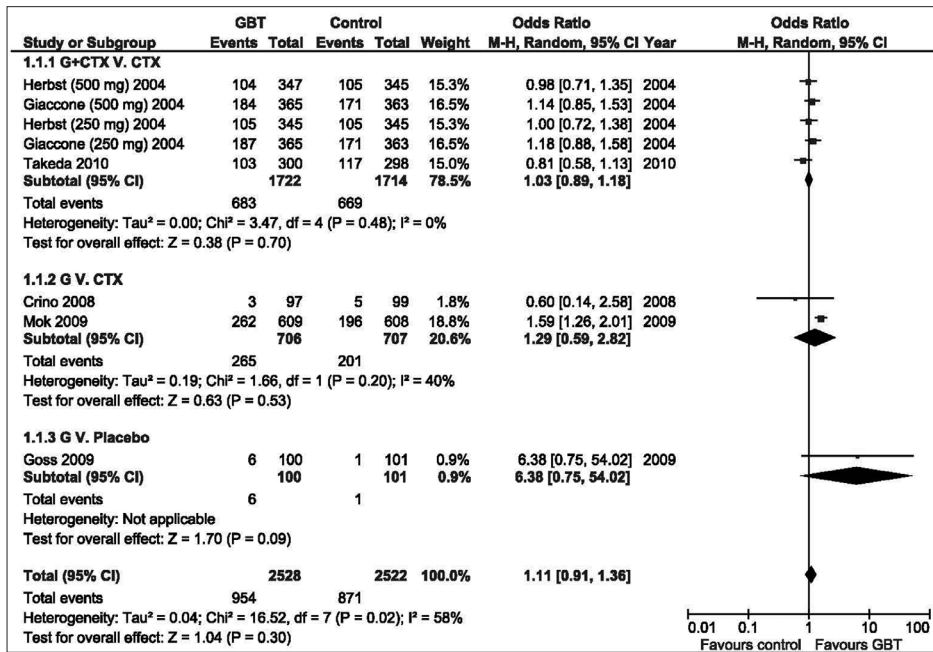 GBT Control Odds Ratio Odds Ratio
Study or Subgroup Events Total Events Total Weight M-H, Random, 95% CI Year M-H, Random, 95% CI
1.1.1 G+CTX V. CTX
Herbst (500 mg) 2004 104 347 105 345 15.3% 0.98 [0.71, 1.35] 2004
Giaccone (500 mg) 2004 184 365 171 363 16.5% 1.14 [0.85, 1.53] 2004
Herbst (250 mg) 2004 105 345 105 345 15.3% 1.00 [0.72, 1.38] 2004
Giaccone (250 mg) 2004 187 365 171 363 16.4% 1.18 [0.88, 1.58] 2004
Takeda 2010 103 300 117 298 15.0% 0.81 [0.58, 1.13] 2010
Subtotal (95% CI) 1722 1714 78.5% 1.03 [0.89, 1.18]
Total events 683 669
Heterogeneity: Tau² = 0.00; Chi² = 3.47, df = 4 (P = 0.48); I² = 0%
Test for overall effect: Z = 0.38 (P = 0.70)
1.1.2 G V. CTX
Crino 2008 3 97 5 99 1.8% 0.60 [0.14, 2.58] 2008
Mok 2009 262 609 196 608 18.8% 1.59 [1.26, 2.01] 2009
Subtotal (95% CI) 706 707 20.6% 1.29 [0.59, 2.82]
Total events 265 201
Heterogeneity: Tau² = 0.19; Chi² = 1.66, df = 1 (P = 0.20); I² = 40%
Test for overall effect: Z = 0.63 (P = 0.53)
1.1.3 G V. Placebo
Goss 2009 6 100 1 101 0.9% 6.38 [0.75, 54.02] 2009
Subtotal (95% CI) 100 101 0.9% 6.38 [0.75, 54.02]
Total events 6 1
Heterogeneity: Not applicable
Test for overall effect: Z = 1.70 (P = 0.09)
Total (95% CI) 2528 2522 100.0% 1.11 [0.91, 1.36]
Total events 954 871
Heterogeneity: Tau² = 0.04; Chi² = 16.52, df = 7 (P = 0.02); I² = 58%
Test for overall effect: Z = 1.04 (P = 0.30)
0.01 0.1 1 10 100
Favours control Favours GBT